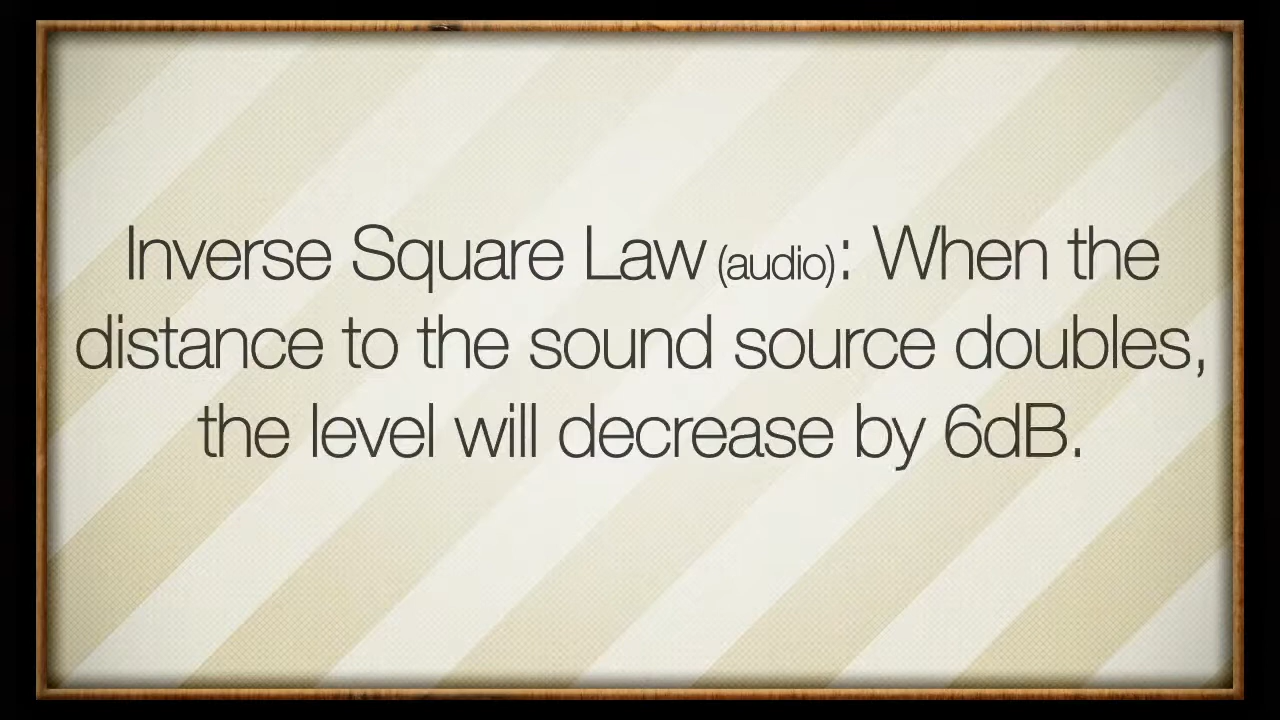 Inverse Square Law (audio): When the
distance to the sound source doubles,
the level will decrease by 6dB.